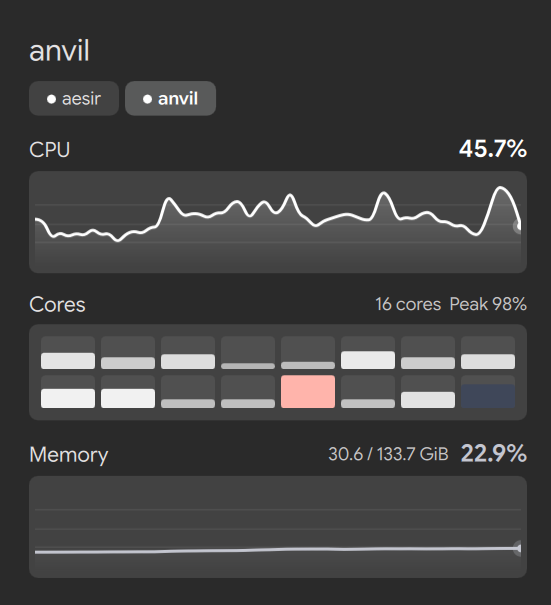 anvil
aesir anvil
CPU 45.7%
Cores 16 cores Peak 98%
Memory 30.6 / 133.7 GiB 22.9%